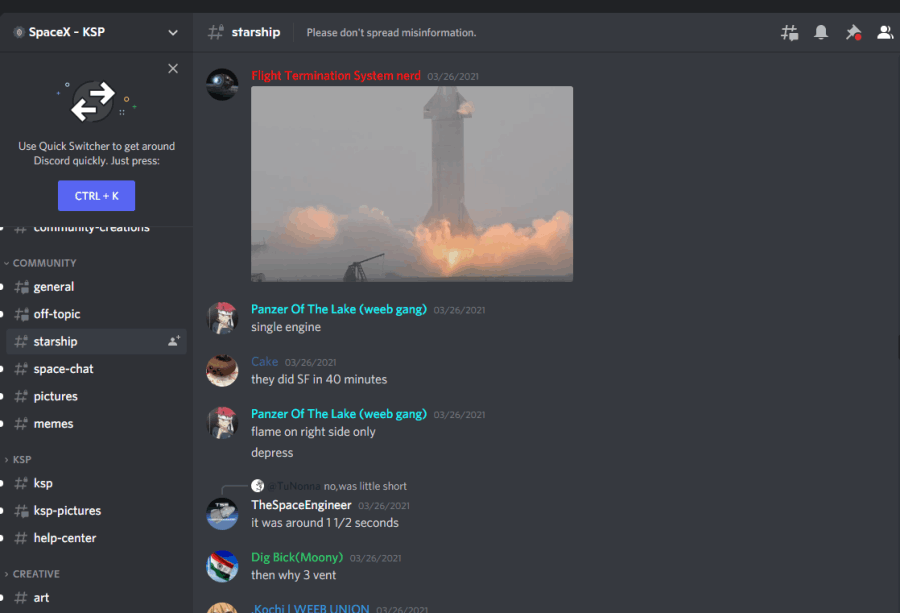 SpaceX - KSP
starship
Please don't spread misinformation.
Use Quick Switcher to get around
Discord quickly. Just press:
CTRL + K
community-creations
COMMUNITY
general
off-topic
starship
space-chat
pictures
memes
KSP
ksp
ksp-pictures
help-center
CREATIVE
art
Flight Termination System nerd 03/26/2021
Panzer Of The Lake (weeb gang) 03/26/2021
single engine
Cake 03/26/2021
they did SF in 40 minutes
Panzer Of The Lake (weeb gang) 03/26/2021
flame on right side only
depress
@TuNonna no,was little short
TheSpaceEngineer 03/26/2021
it was around 1 1/2 seconds
Dig Bick(Moony) 03/26/2021
then why 3 vent
.Kochi | WEEB UNION 03/26/2021